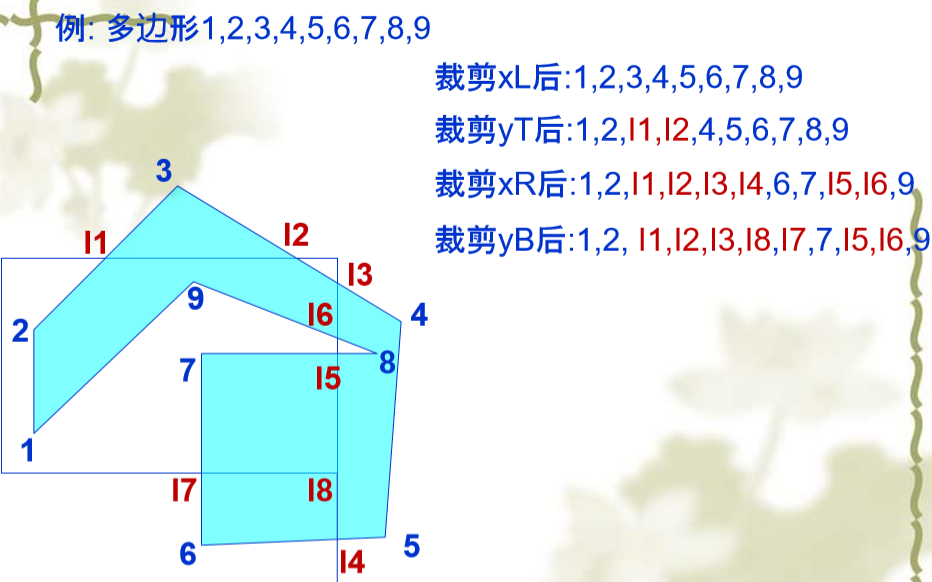 例: 多边形1,2,3,4,5,6,7,8,9
裁剪xL后:1,2,3,4,5,6,7,8,9
裁剪yT后:1,2,I1,I2,4,5,6,7,8,9
裁剪xR后:1,2,I1,I2,I3,I4,6,7,I5,I6,9
裁剪yB后:1,2, I1,I2,I3,I8,I7,7,I5,I6,9
3
I1
I2
I3
9
I6
4
2
7
8
I5
1
I7
I8
6
5
I4